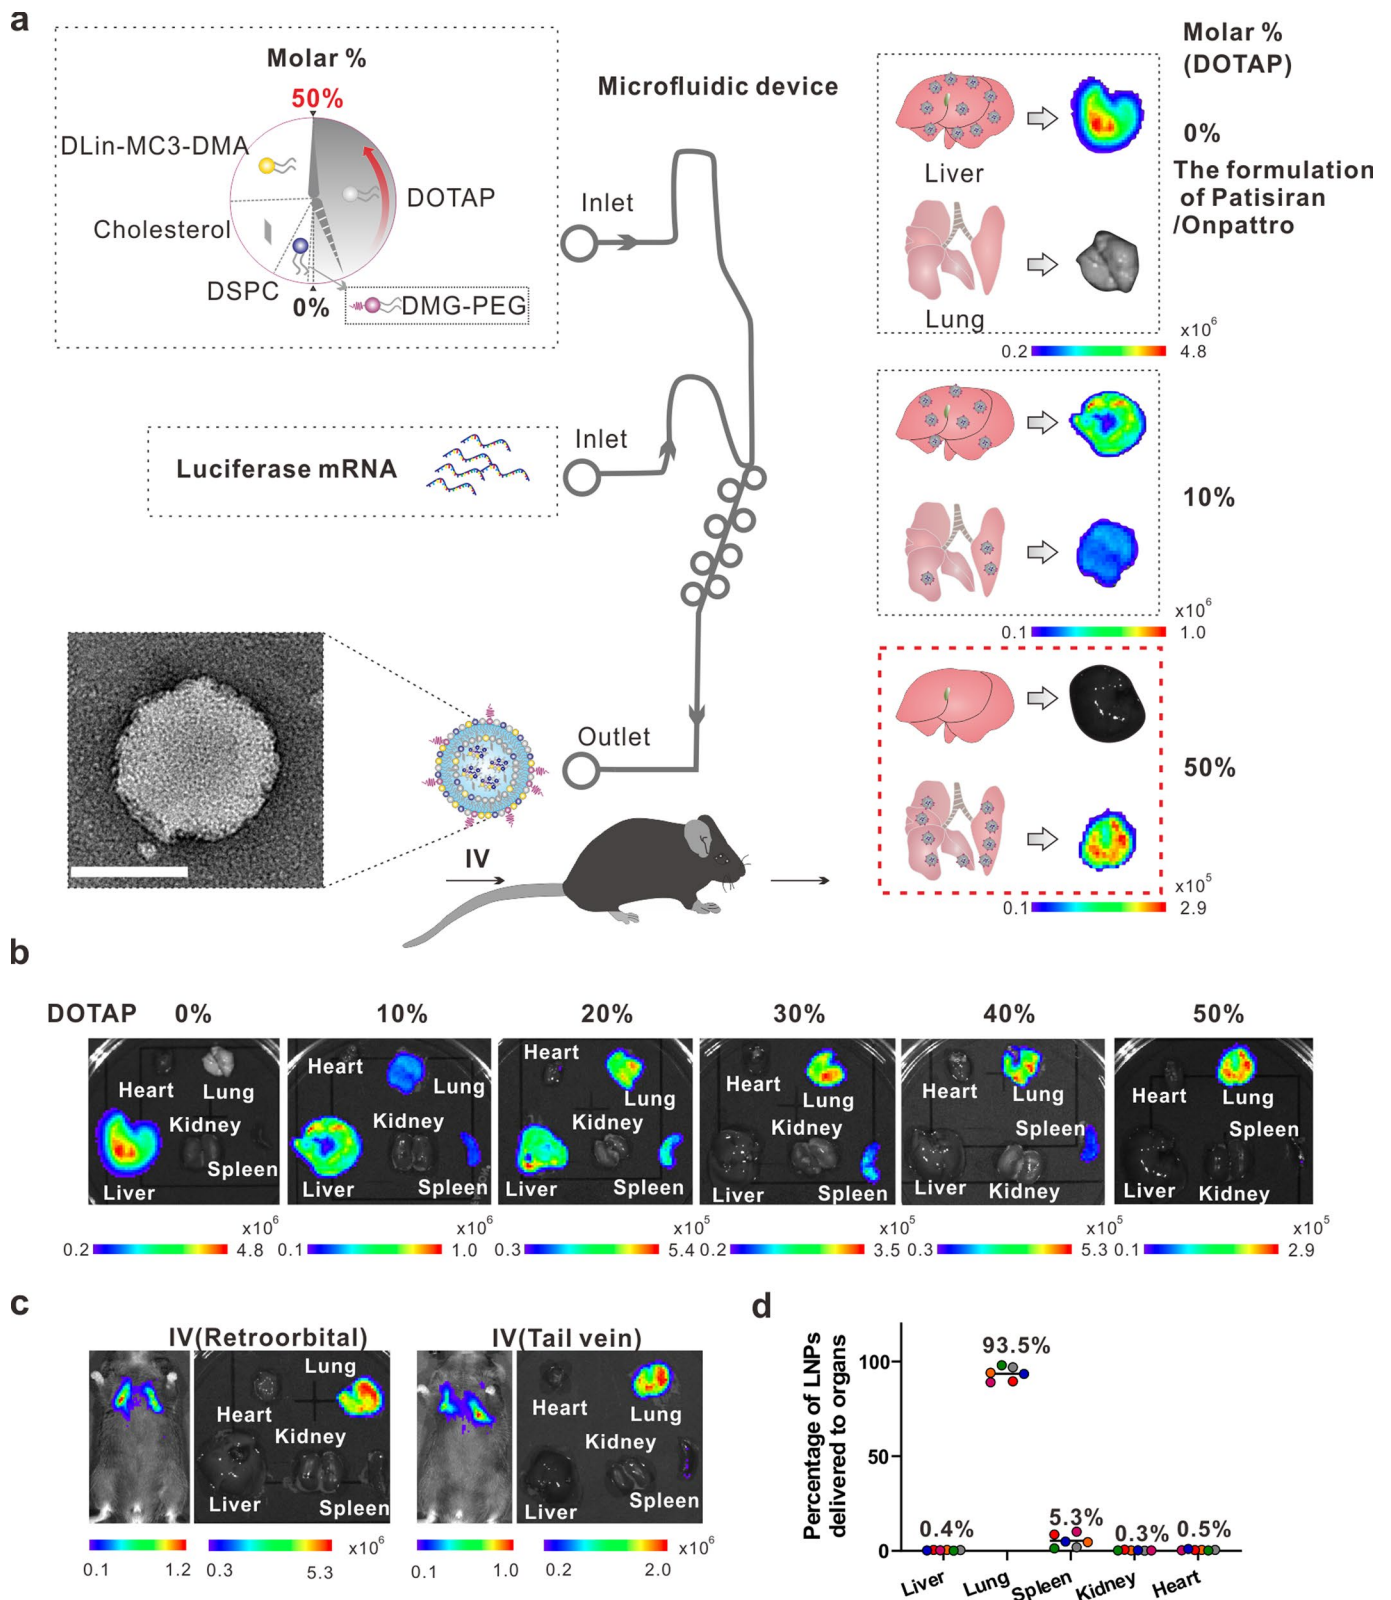 a
Molar %
50%
DLin-MC3-DMA
DOTAP
Cholesterol
DSPC
0%
DMG-PEG
Microfluidic device
Inlet
Luciferase mRNA
Inlet
Outlet
IV
Molar %
(DOTAP)
Liver
0%
The formulation
of Patisiran
/Onpattro
Lung
x10⁶
0.2 4.8
10%
x10⁶
0.1 1.0
50%
x10⁵
0.1 2.9
b
DOTAP 0% 10% 20% 30% 40% 50%
Heart Lung
Kidney
Spleen
Liver
x10⁶
0.2 4.8
Heart
Lung
Kidney
Liver Spleen
x10⁶
0.1 1.0
Heart
Lung
Kidney
Liver Spleen
x10⁵
0.3 5.4
Heart
Lung
Kidney
Liver Spleen
x10⁵
0.2 3.5
Heart
Lung
Spleen
Liver Kidney
x10⁵
0.3 5.3
Heart Lung
Spleen
Liver Kidney
x10⁵
0.1 2.9
c
IV(Retroorbital)
Lung
Heart
Kidney
Liver Spleen
0.1 1.2
x10⁶
0.3 5.3
IV(Tail vein)
Heart Lung
Kidney
Liver Spleen
0.1 1.0
x10⁶
0.2 2.0
d
Percentage of LNPs
delivered to organs
100
50
0
0.4%
93.5%
5.3%
0.3%
0.5%
Liver
Lung
Spleen
Kidney
Heart